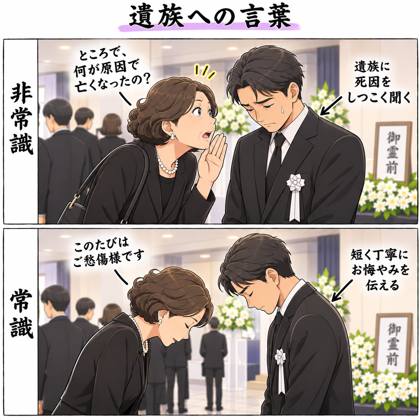 遺族への言葉
非常識
ところで、
何が原因で
亡くなったの?
遺族に
死因を
しつこく聞く
御霊前
常識
このたびは
ご愁傷様です
短く丁寧に
お悔やみを
伝える
御霊前